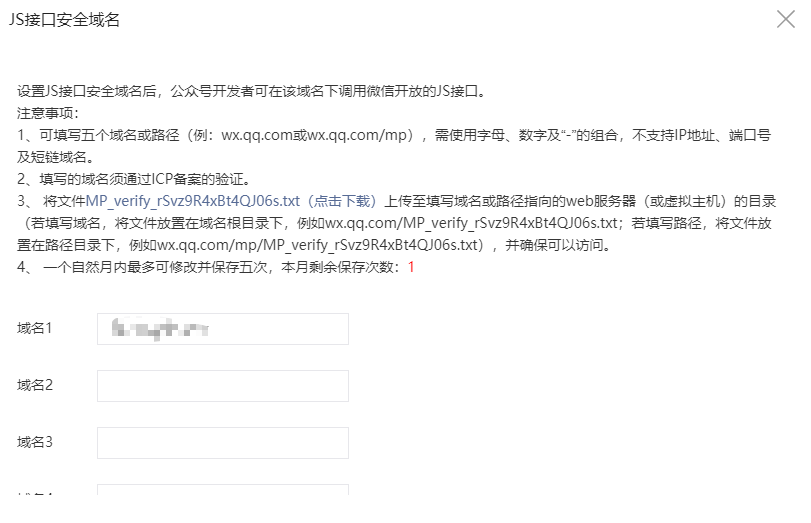 JS接口安全域名
设置JS接口安全域名后，公众号开发者可在该域名下调用微信开放的JS接口。
注意事项：
1、可填写五个域名或路径（例：wx.qq.com或wx.qq.com/mp），需使用字母、数字及“-”的组合，不支持IP地址、端口号
及短链域名。
2、填写的域名须通过ICP备案的验证。
3、 将文件MP_verify_rSvz9R4xBt4QJ06s.txt（点击下载）上传至填写域名或路径指向的web服务器（或虚拟主机）的目录
（若填写域名，将文件放置在域名根目录下，例如wx.qq.com/MP_verify_rSvz9R4xBt4QJ06s.txt；若填写路径，将文件放
置在路径目录下，例如wx.qq.com/mp/MP_verify_rSvz9R4xBt4QJ06s.txt），并确保可以访问。
4、 一个自然月内最多可修改并保存五次，本月剩余保存次数：1
域名1
域名2
域名3